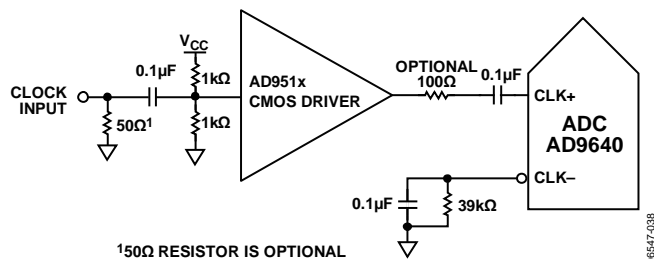 VCC
0.1µF
1kΩ
CLOCK
INPUT
50Ω1
1kΩ
AD951x
CMOS DRIVER
OPTIONAL
100Ω
0.1µF
CLK+
ADC
AD9640
CLK–
0.1µF
39kΩ
150Ω RESISTOR IS OPTIONAL
6547-038